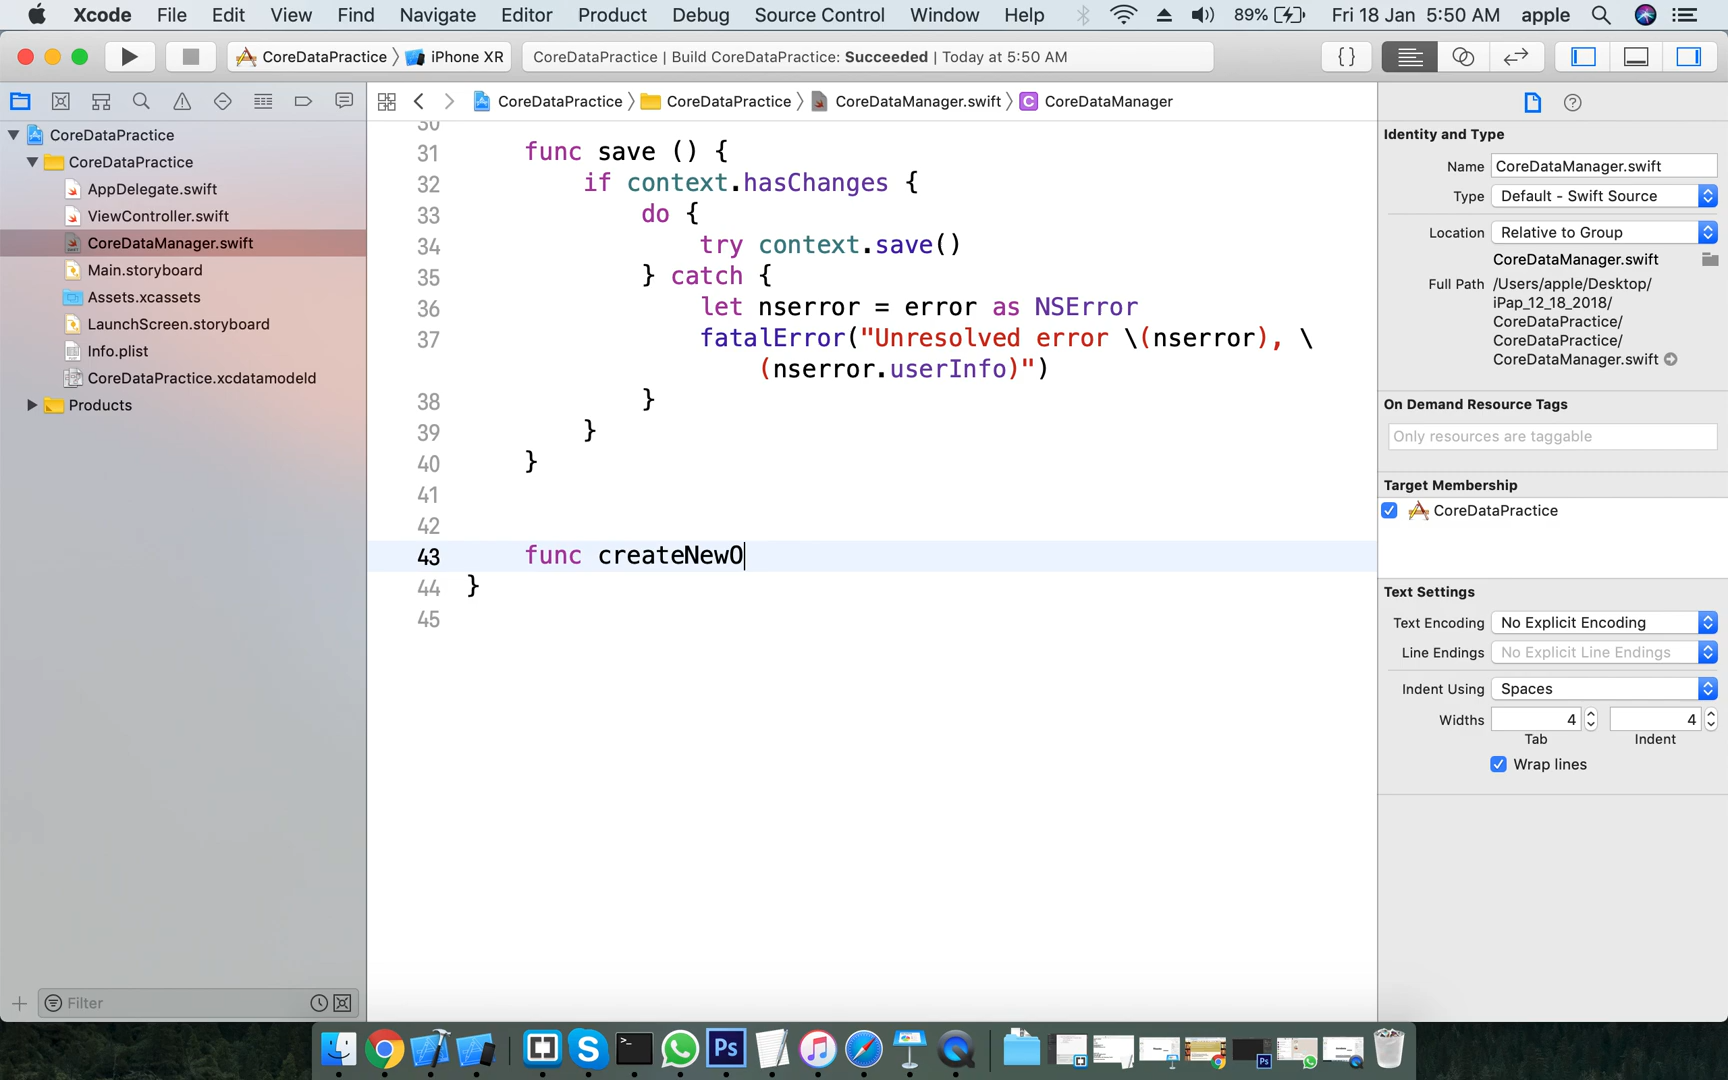 Xcode File Edit View Find Navigate Editor Product Debug Source Control Window Help 89% Fri 18 Jan 5:50 AM apple
CoreDataPractice iPhone XR CoreDataPractice | Build CoreDataPractice: Succeeded | Today at 5:50 AM { }
CoreDataPractice CoreDataPractice CoreDataManager.swift C CoreDataManager
CoreDataPractice
CoreDataPractice
AppDelegate.swift
ViewController.swift
CoreDataManager.swift
Main.storyboard
Assets.xcassets
LaunchScreen.storyboard
Info.plist
CoreDataPractice.xcdatamodeld
Products
Filter
30
31 func save () {
32 if context.hasChanges {
33 do {
34 try context.save()
35 } catch {
36 let nserror = error as NSError
37 fatalError("Unresolved error \(nserror), \
(nserror.userInfo)")
38 }
39 }
40 }
41
42
43 func createNewO
44 }
45
Identity and Type
Name CoreDataManager.swift
Type Default - Swift Source
Location Relative to Group
CoreDataManager.swift
Full Path /Users/apple/Desktop/
iPap_12_18_2018/
CoreDataPractice/
CoreDataPractice/
CoreDataManager.swift
On Demand Resource Tags
Only resources are taggable
Target Membership
CoreDataPractice
Text Settings
Text Encoding No Explicit Encoding
Line Endings No Explicit Line Endings
Indent Using Spaces
Widths 4 4
Tab Indent
Wrap lines
Ps